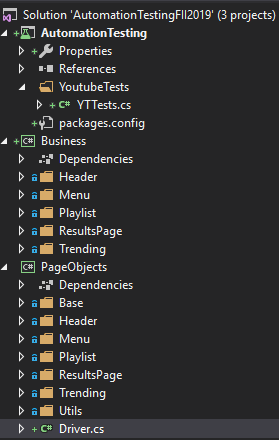 Solution 'AutomationTestingFII2019' (3 projects)
AutomationTesting
Properties
References
YoutubeTests
C# YTTests.cs
packages.config
C# Business
Dependencies
Header
Menu
Playlist
ResultsPage
Trending
C# PageObjects
Dependencies
Base
Header
Menu
Playlist
ResultsPage
Trending
Utils
C# Driver.cs